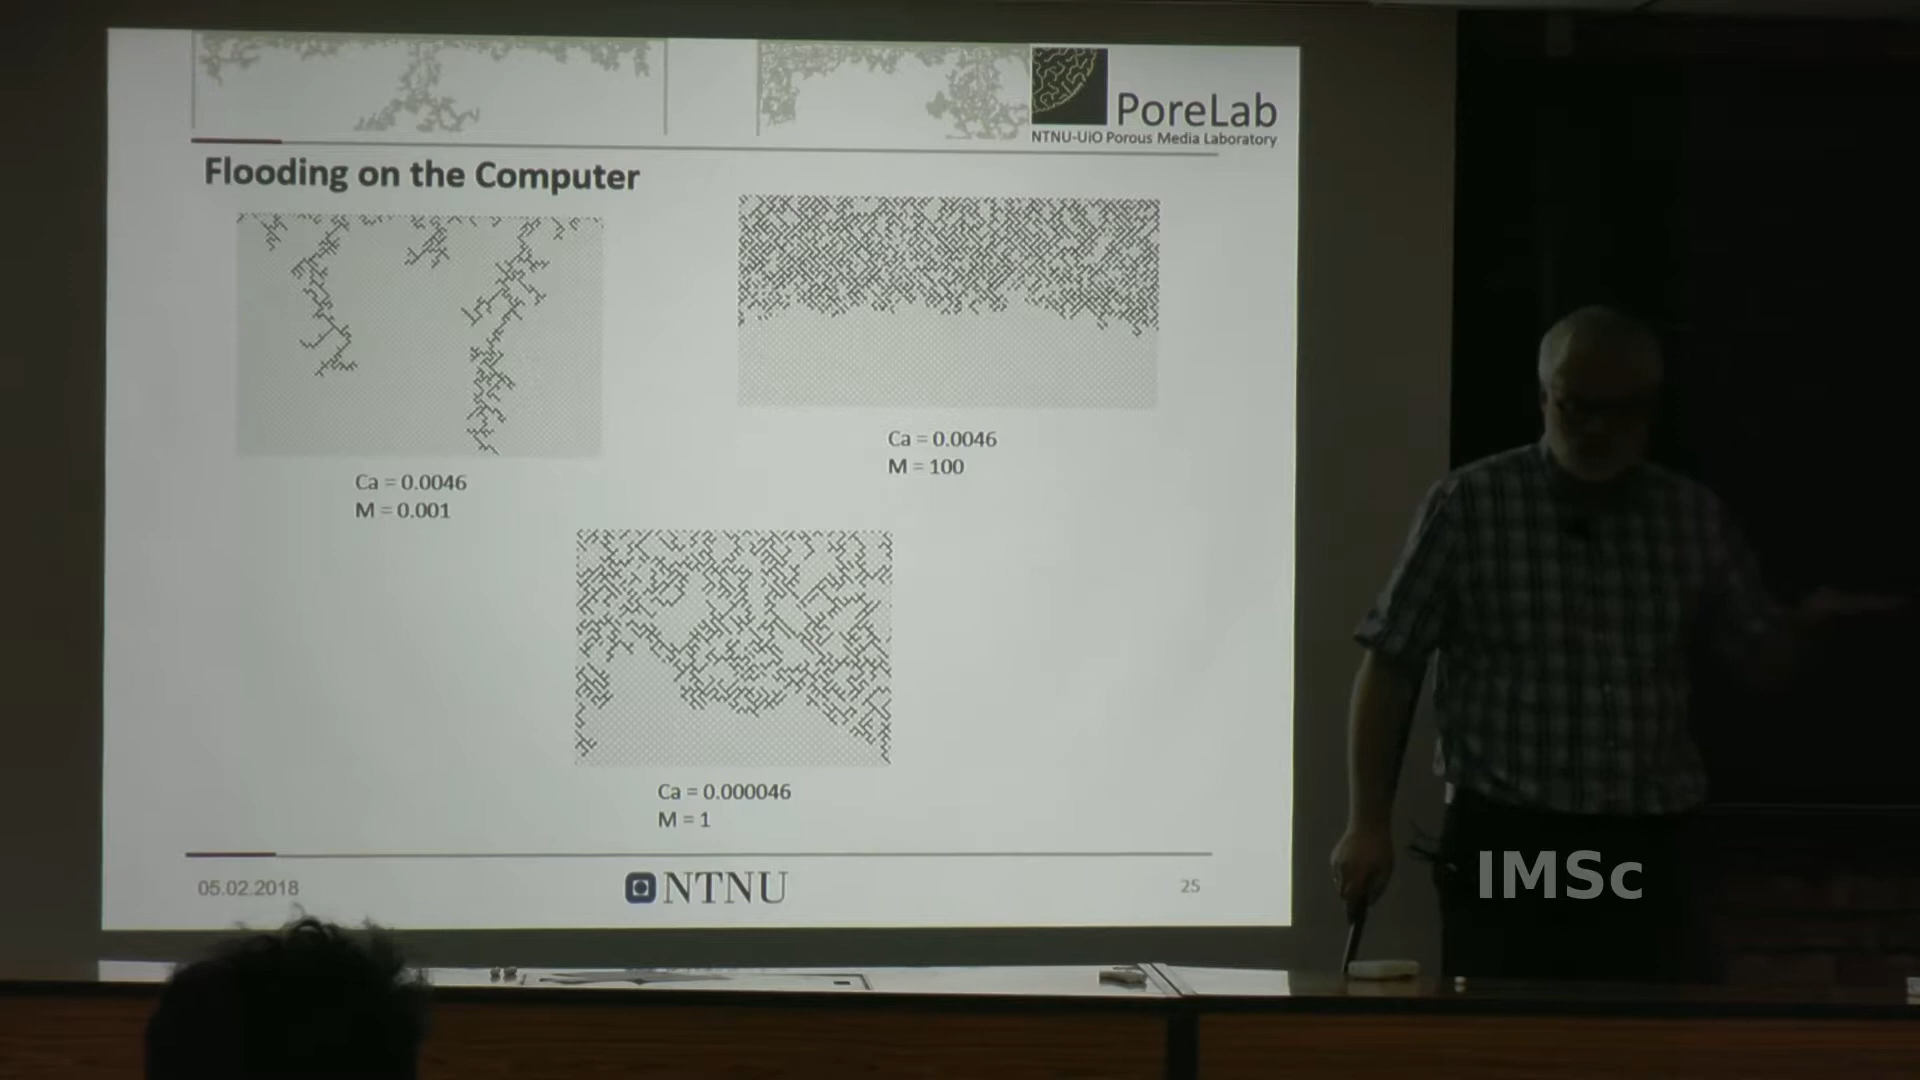 PoreLab
NTNU-UiO Porous Media Laboratory
Flooding on the Computer
Ca = 0.0046
M = 100
Ca = 0.0046
M = 0.001
Ca = 0.000046
M = 1
05.02.2018
NTNU
25
IMSc